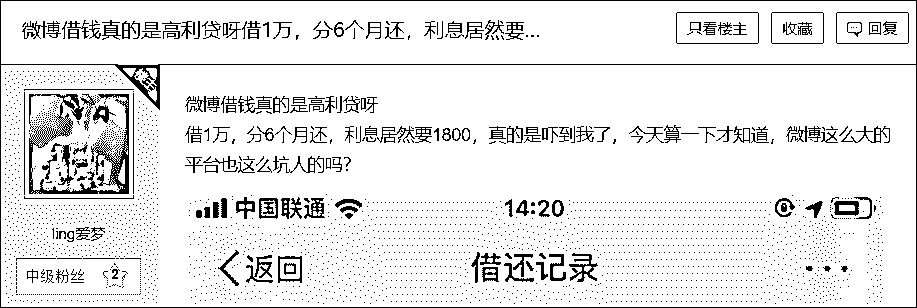 微博借钱真的是高利贷呀借1万，分6个月还，利息居然要...
只看楼主
收藏
回复
楼主
微博借钱真的是高利贷呀
借1万，分6个月还，利息居然要1800，真的是吓到我了，今天算一下才知道，微博这么大的
平台也这么坑人的吗？
中国联通
14:20
ling爱梦
返回
借还记录
...
中级粉丝
2